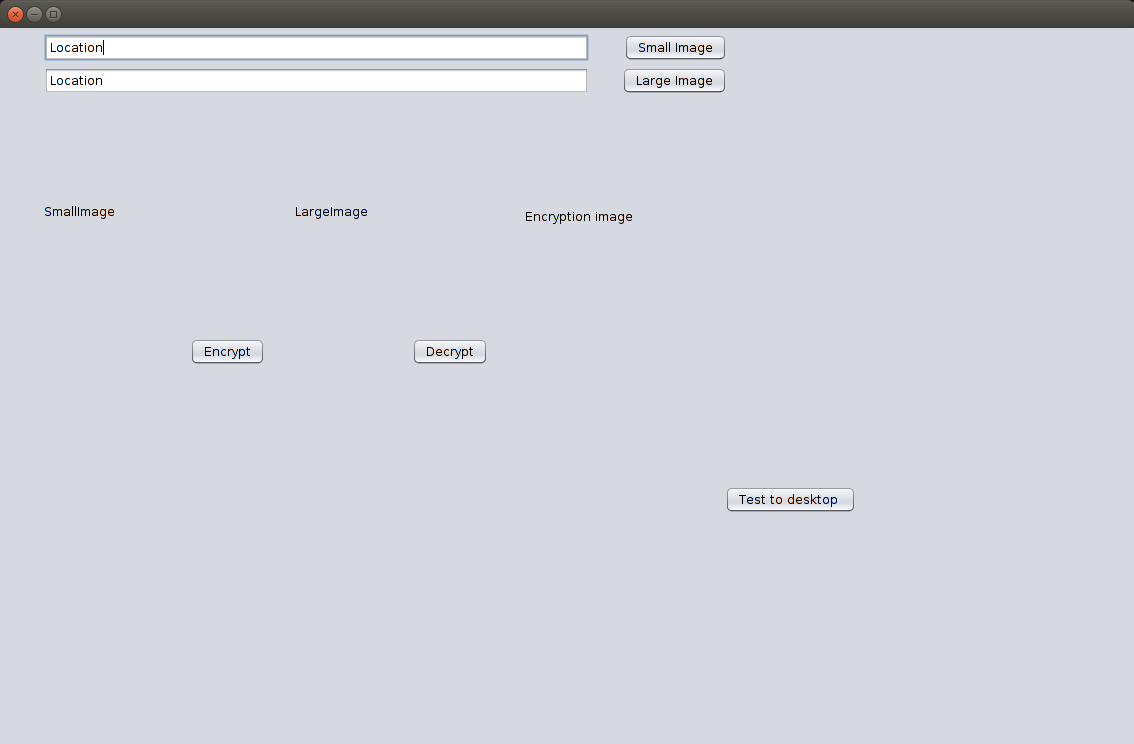 Location Small Image
Location Large Image
SmallImage LargeImage Encryption image
Encrypt Decrypt
Test to desktop